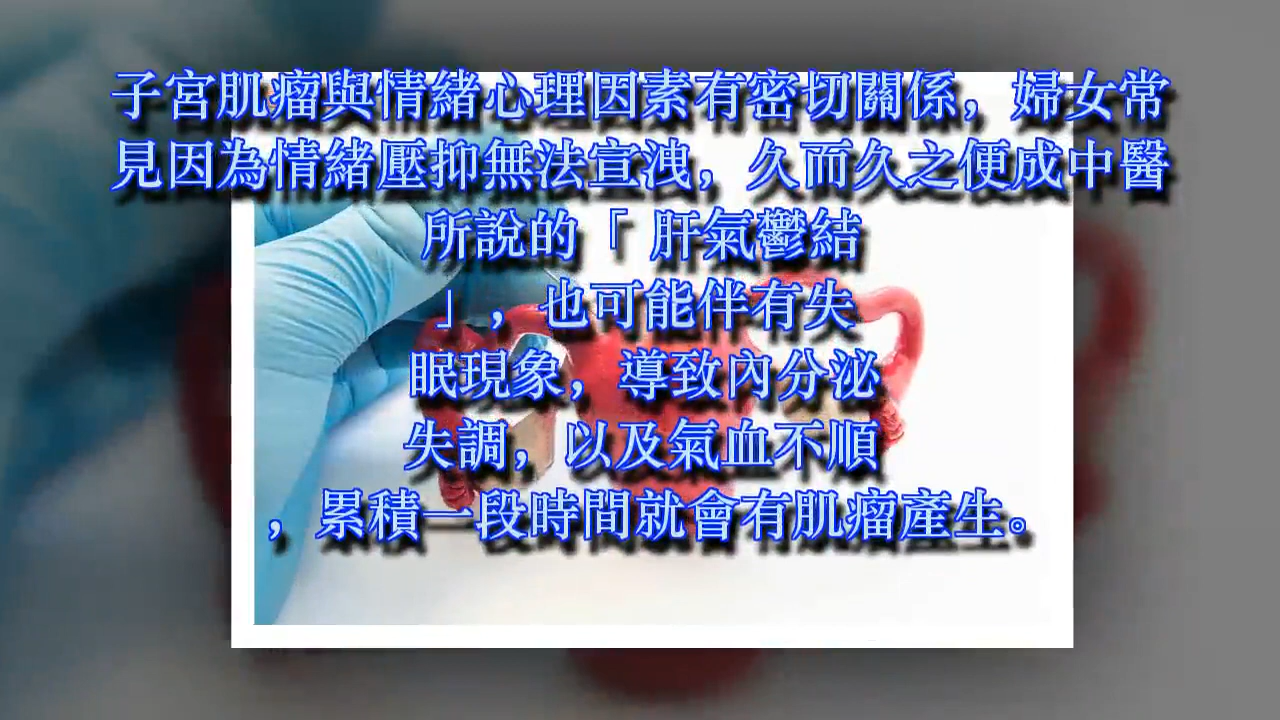 子宮肌瘤與情緒心理因素有密切關係，婦女常
見因為情緒壓抑無法宣洩，久而久之便成中醫
所說的「 肝氣鬱結
」，也可能伴有失
眠現象，導致內分泌
失調，以及氣血不順
，累積一段時間就會有肌瘤產生。